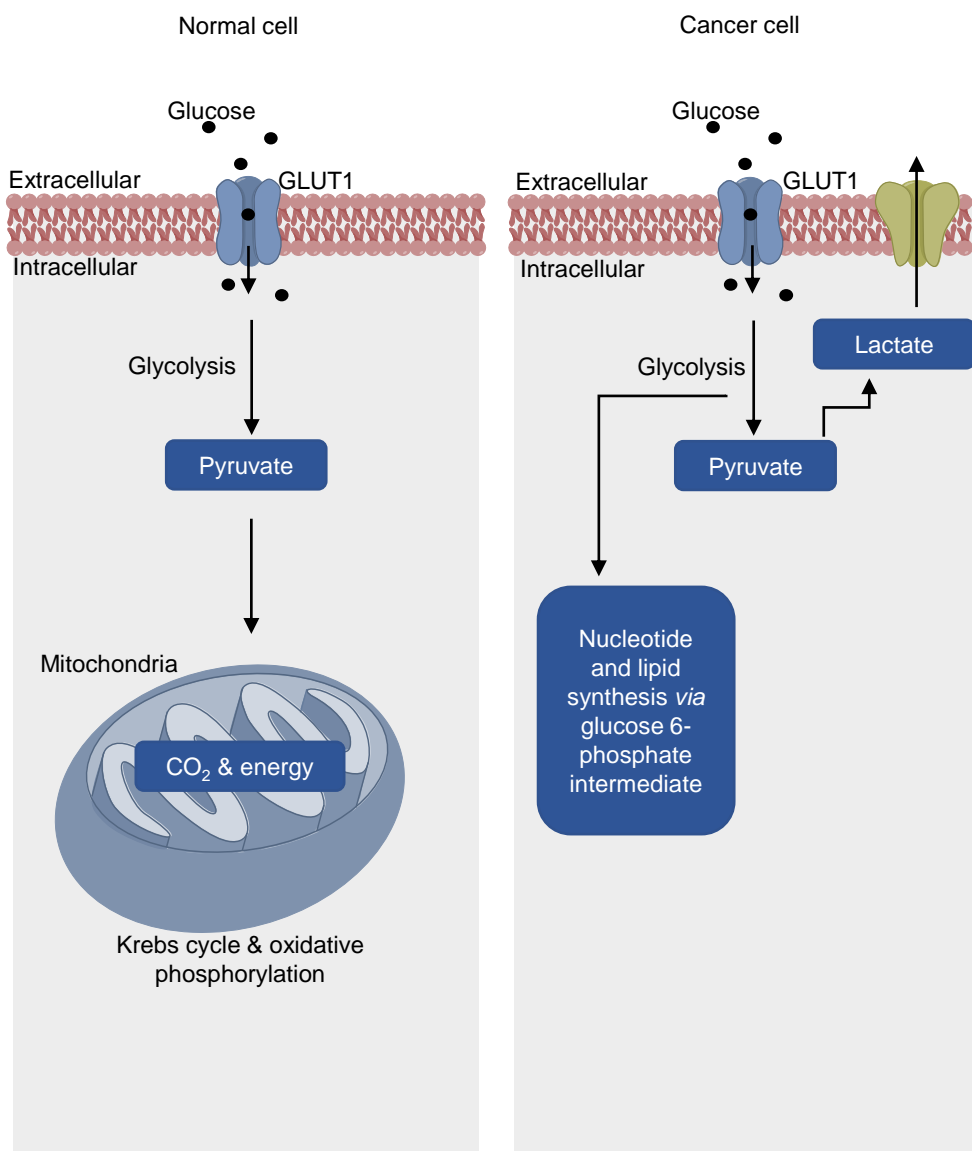 Normal cell
Glucose
Extracellular
GLUT1
Intracellular
Glycolysis
Pyruvate
Mitochondria
CO₂ & energy
Krebs cycle & oxidative
phosphorylation
Cancer cell
Glucose
Extracellular
GLUT1
Intracellular
Lactate
Glycolysis
Pyruvate
Nucleotide
and lipid
synthesis via
glucose 6-
phosphate
intermediate